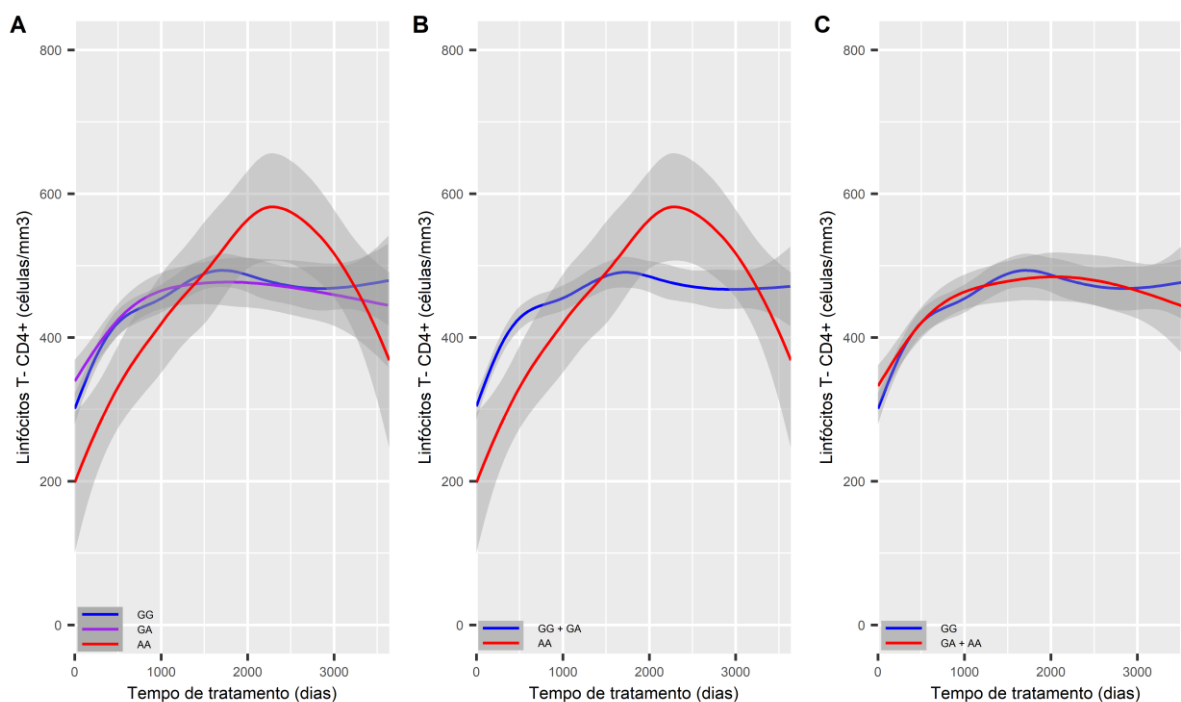 A
Linfócitos T- CD4+ (células/mm3)
800
600
400
200
0
GG
GA
AA
0 1000 2000 3000
Tempo de tratamento (dias)
B
Linfócitos T- CD4+ (células/mm3)
800
600
400
200
0
GG + GA
AA
0 1000 2000 3000
Tempo de tratamento (dias)
C
Linfócitos T- CD4+ (células/mm3)
800
600
400
200
0
GG
GA + AA
0 1000 2000 3000
Tempo de tratamento (dias)